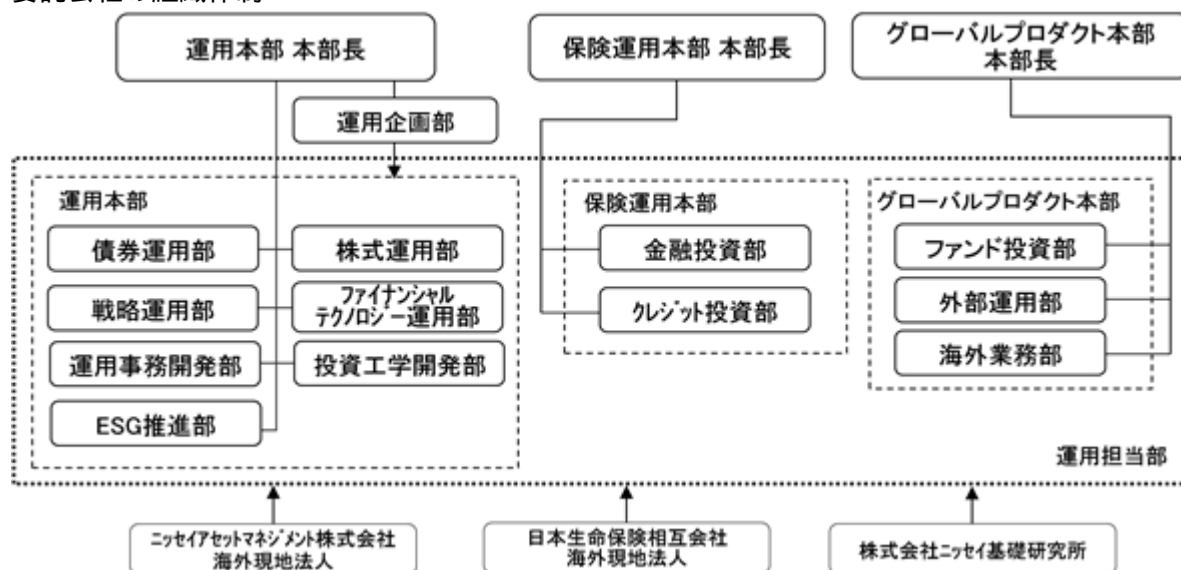 運用本部 本部長
保険運用本部 本部長
グローバルプロダクト本部
本部長
運用企画部
運用本部
債券運用部
株式運用部
戦略運用部
ファイナンシャル
テクノロジー運用部
運用事務開発部
投資工学開発部
ESG推進部
保険運用本部
金融投資部
クレジット投資部
グローバルプロダクト本部
ファンド投資部
外部運用部
海外業務部
運用担当部
ニッセイアセットマネジメント株式会社
海外現地法人
日本生命保険相互会社
海外現地法人
株式会社ニッセイ基礎研究所